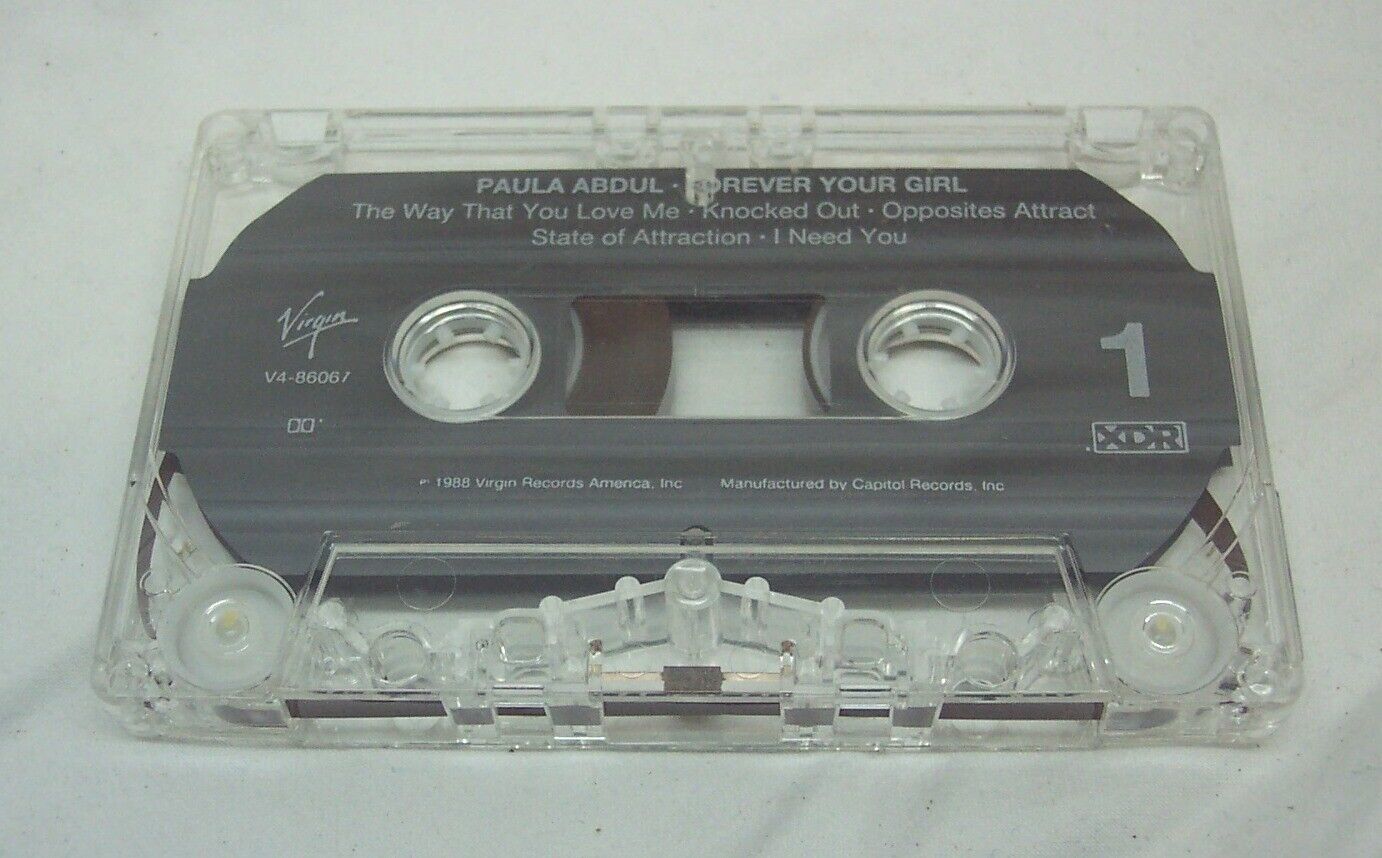 PAULA ABDUL · FOREVER YOUR GIRL
The Way That You Love Me · Knocked Out · Opposites Attract
State of Attraction · I Need You
Virgin
V4-86067
1
XDR
℗ 1988 Virgin Records America, Inc
Manufactured by Capitol Records, Inc